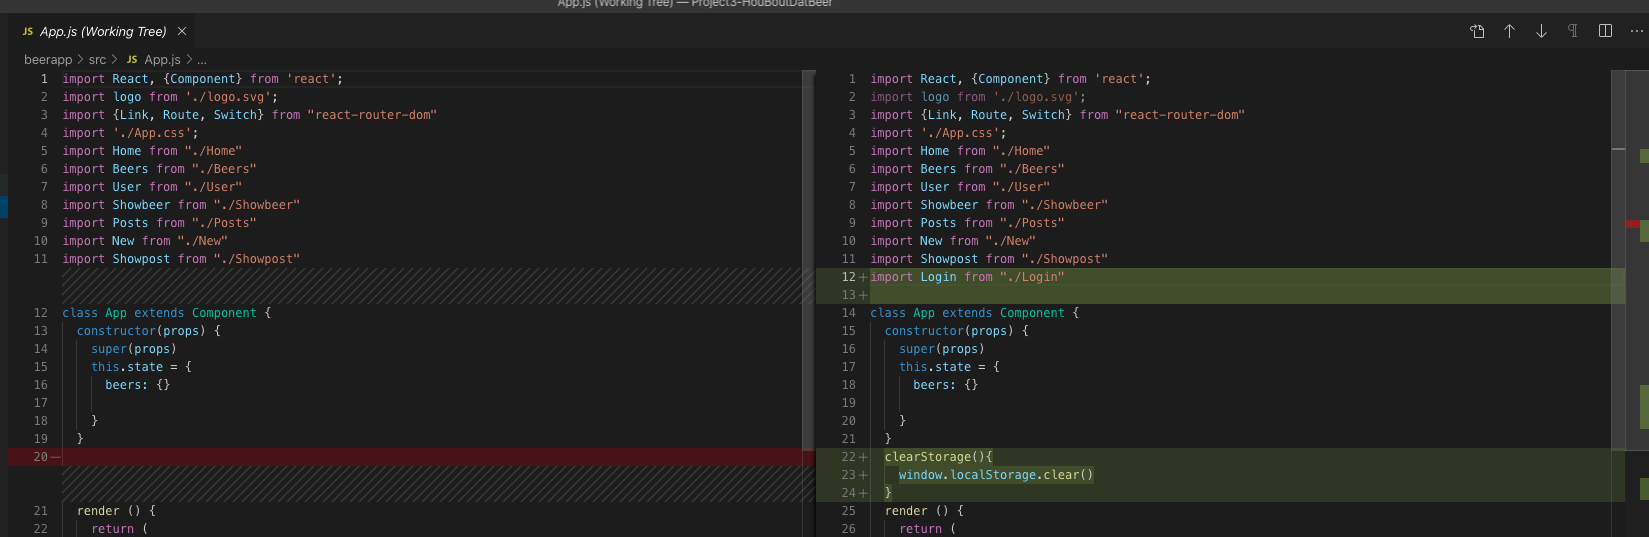 App.js (Working Tree) — Project3-HouBoutDatBeer
JS App.js (Working Tree) ×
beerapp > src > JS App.js > ...
1 import React, {Component} from 'react';
2 import logo from './logo.svg';
3 import {Link, Route, Switch} from "react-router-dom"
4 import './App.css';
5 import Home from "./Home"
6 import Beers from "./Beers"
7 import User from "./User"
8 import Showbeer from "./Showbeer"
9 import Posts from "./Posts"
10 import New from "./New"
11 import Showpost from "./Showpost"
12 class App extends Component {
13 constructor(props) {
14 super(props)
15 this.state = {
16 beers: {}
17
18 }
19 }
20 —
21 render () {
22 return (
1 import React, {Component} from 'react';
2 import logo from './logo.svg';
3 import {Link, Route, Switch} from "react-router-dom"
4 import './App.css';
5 import Home from "./Home"
6 import Beers from "./Beers"
7 import User from "./User"
8 import Showbeer from "./Showbeer"
9 import Posts from "./Posts"
10 import New from "./New"
11 import Showpost from "./Showpost"
12 + import Login from "./Login"
13 +
14 class App extends Component {
15 constructor(props) {
16 super(props)
17 this.state = {
18 beers: {}
19
20 }
21 }
22 + clearStorage(){
23 + window.localStorage.clear()
24 + }
25 render () {
26 return (